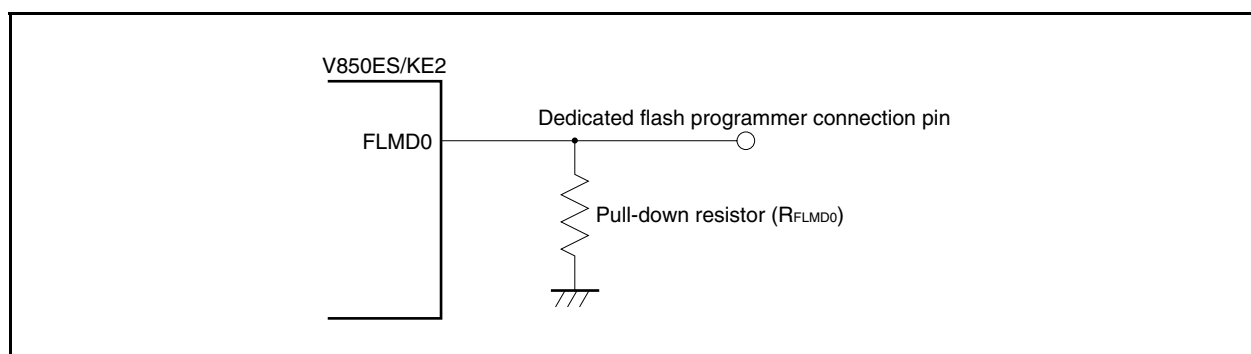 V850ES/KE2
Dedicated flash programmer connection pin
FLMD0
Pull-down resistor (RFLMD0)